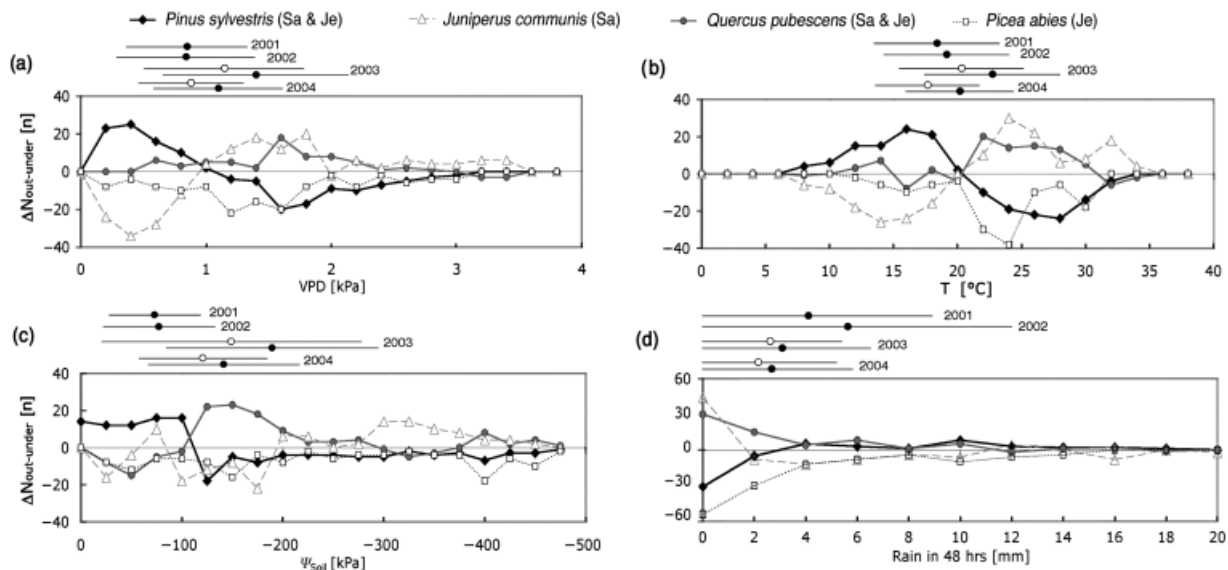 Pinus sylvestris (Sa & Je) Juniperus communis (Sa) Quercus pubescens (Sa & Je) Picea abies (Je)
(a)
2001
2002
2003
2004
ΔNout-under [n]
40
20
0
−20
−40
0 1 2 3 4
VPD [kPa]
(b)
2001
2002
2003
2004
40
20
0
−20
−40
0 5 10 15 20 25 30 35 40
T [°C]
(c)
2001
2002
2003
2004
ΔNout-under [n]
40
20
0
−20
−40
0 −100 −200 −300 −400 −500
ΨSoil [kPa]
(d)
2001
2002
2003
2004
60
30
0
−30
−60
0 2 4 6 8 10 12 14 16 18 20
Rain in 48 hrs [mm]